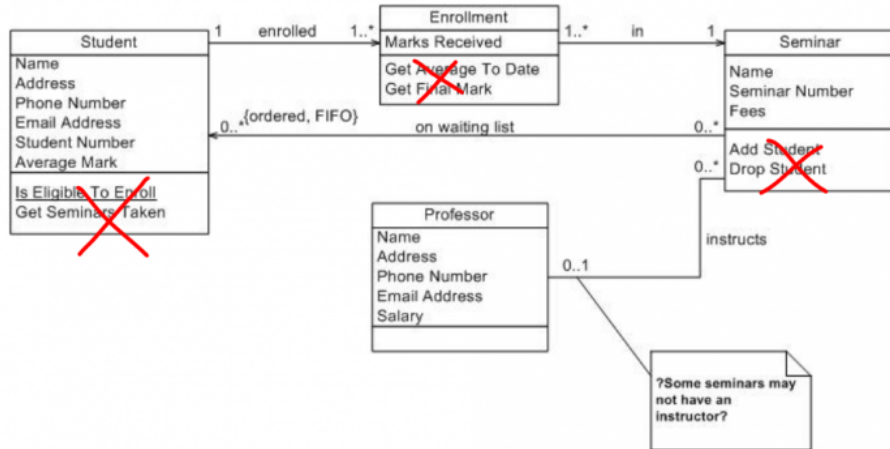 Student
Name
Address
Phone Number
Email Address
Student Number
Average Mark
Is Eligible To Enroll
Get Seminars Taken
1
enrolled
1..*
Enrollment
Marks Received
Get Average To Date
Get Final Mark
1..*
in
1
Seminar
Name
Seminar Number
Fees
Add Student
Drop Student
0..*
{ordered, FIFO}
on waiting list
0..*
0..*
instructs
Professor
Name
Address
Phone Number
Email Address
Salary
0..1
?Some seminars may
not have an
instructor?